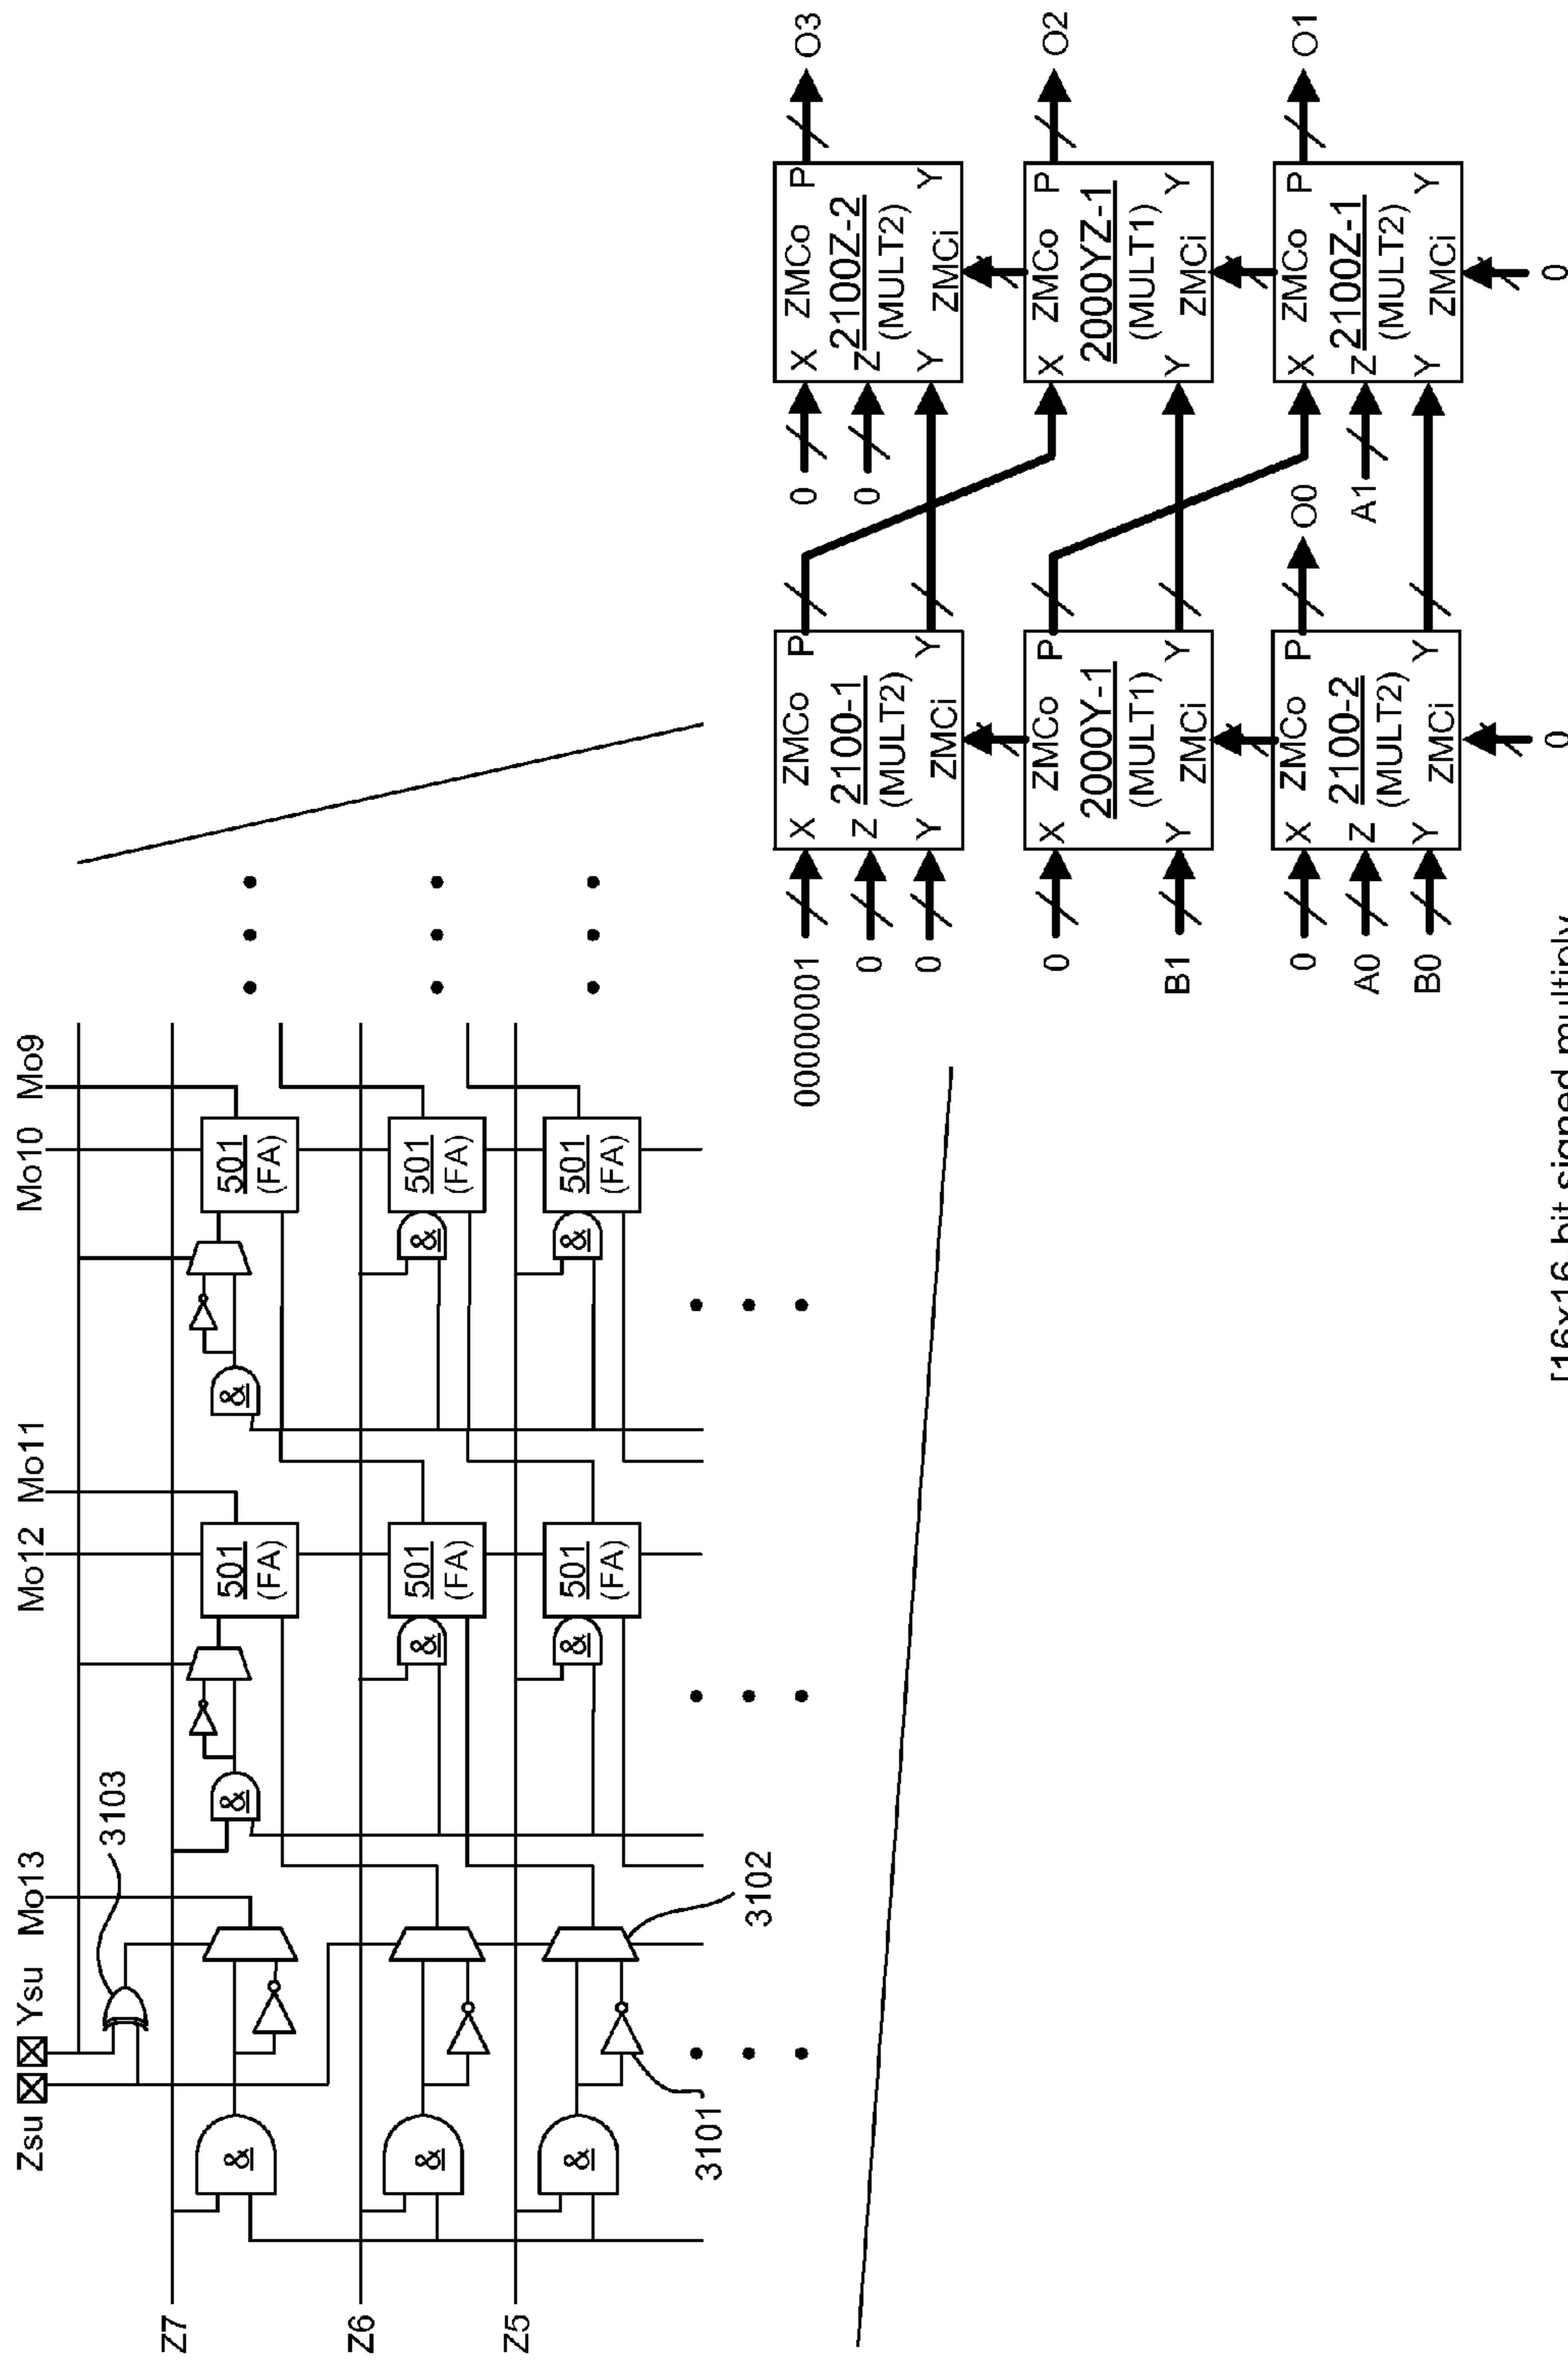 Zsu Ysu Mo13 Mo12 Mo11 Mo10 Mo9
3103
Z7
& & &
501 501
(FA) (FA)
Z6
& & &
501 501
(FA) (FA)
Z5
& & &
501 501
(FA) (FA)
3101
3102
00000001
0
0
X ZMCo P
Z 2100-1
(MULT2)
Y ZMCi Y
0
0
X ZMCo P
Z 2100Z-2
(MULT2)
Y ZMCi Y
O3
0
B1
X ZMCo P
2000Y-1
(MULT1)
Y ZMCi Y
X ZMCo P
2000YZ-1
(MULT1)
Y ZMCi Y
O2
0
A0
B0
X ZMCo P
Z 2100-2
(MULT2)
Y ZMCi Y
O0
A1
X ZMCo P
Z 2100Z-1
(MULT2)
Y ZMCi Y
O1
0
0
[16x16 bit signed multiply